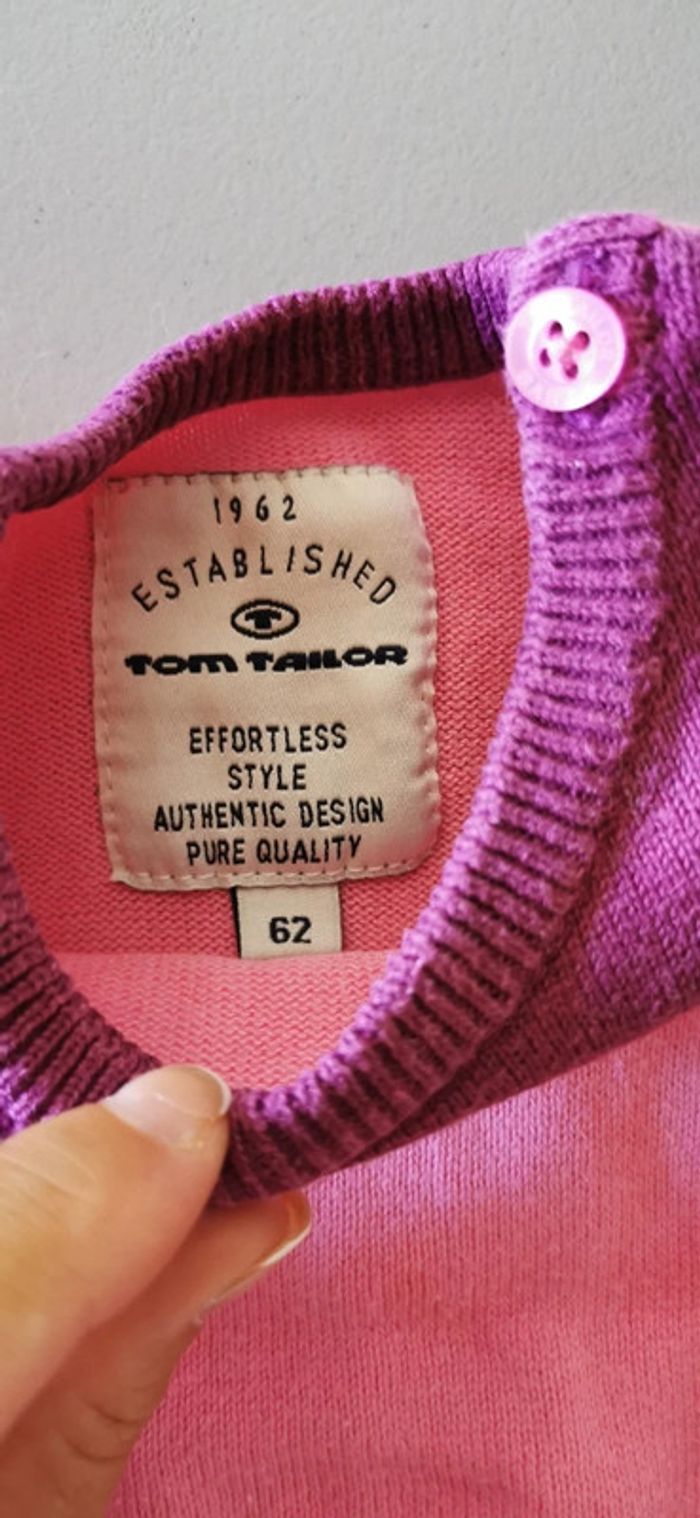 1962
ESTABLISHED
T
TOM TAILOR
EFFORTLESS
STYLE
AUTHENTIC DESIGN
PURE QUALITY
62